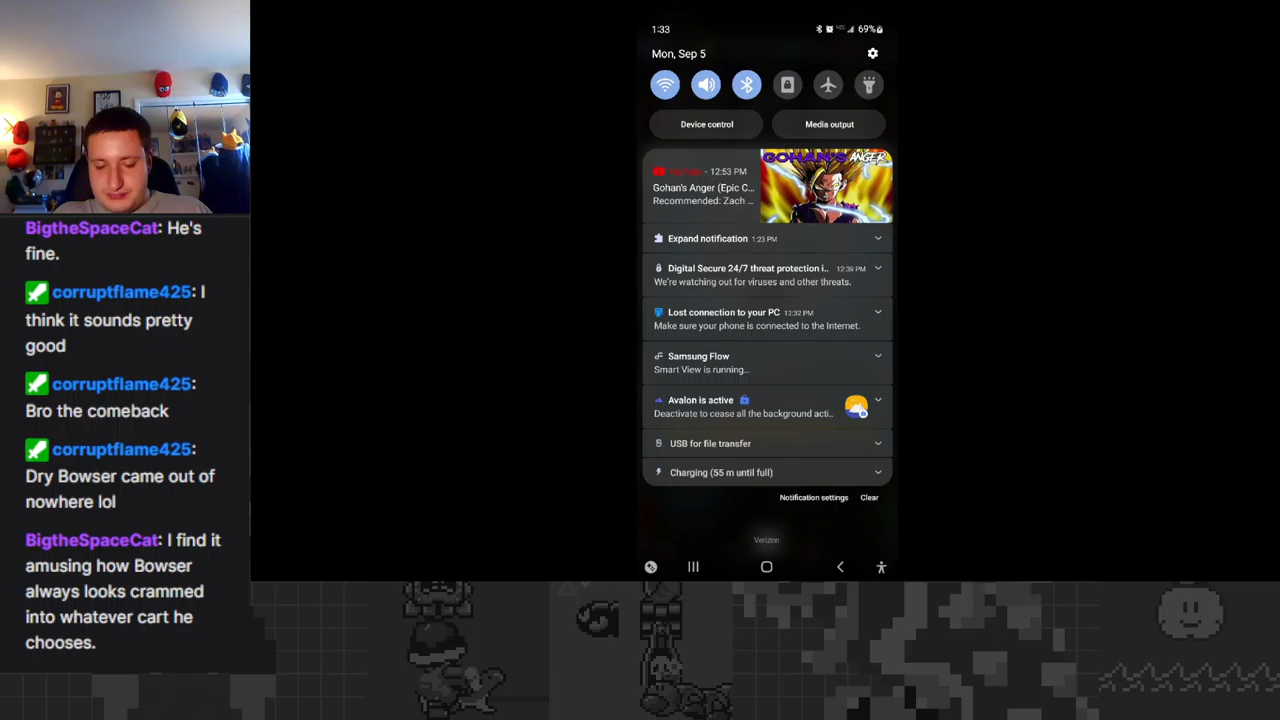 BigtheSpaceCat: He's
fine.
corruptflame425: I
think it sounds pretty
good
corruptflame425:
Bro the comeback
corruptflame425:
Dry Bowser came out of
nowhere lol
BigtheSpaceCat: I find it
amusing how Bowser
always looks crammed
into whatever cart he
chooses.
1:33
69%
Mon, Sep 5
Device control
Media output
YouTube • 12:53 PM
Gohan's Anger (Epic C...
Recommended: Zach ...
GOHAN'S ANGER
Expand notification 1:23 PM
Digital Secure 24/7 threat protection i.. 12:39 PM
We're watching out for viruses and other threats.
Lost connection to your PC 12:32 PM
Make sure your phone is connected to the Internet.
Samsung Flow
Smart View is running...
Avalon is active
Deactivate to cease all the background acti..
USB for file transfer
Charging (55 m until full)
Notification settings
Clear
Verizon